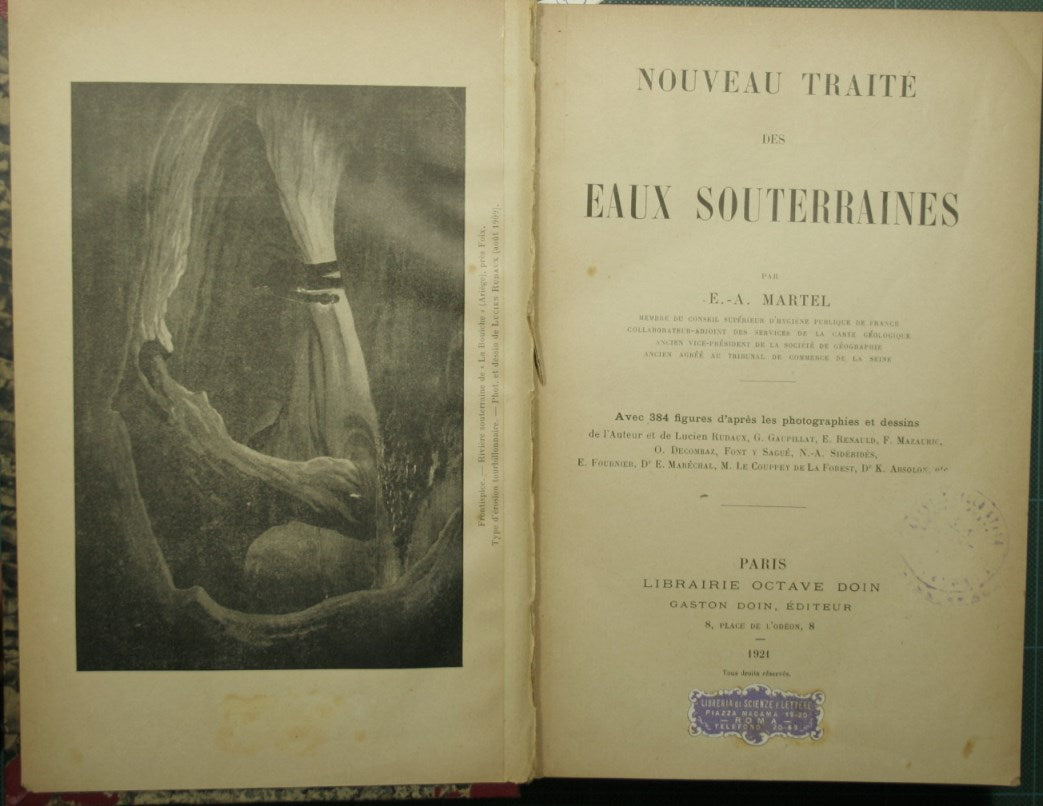 Frontispice. — Rivière souterraine de « La Bouiche » (Ariège), près Foix.
Type d'érosion tourbillonnaire. — Phot. et dessin de LUCIEN RUDAUX (août 1909).
NOUVEAU TRAITÉ
DES
EAUX SOUTERRAINES
PAR
E.-A. MARTEL
MEMBRE DU CONSEIL SUPÉRIEUR D'HYGIÈNE PUBLIQUE DE FRANCE
COLLABORATEUR-ADJOINT DES SERVICES DE LA CARTE GÉOLOGIQUE
ANCIEN VICE-PRÉSIDENT DE LA SOCIÉTÉ DE GÉOGRAPHIE
ANCIEN AGRÉÉ AU TRIBUNAL DE COMMERCE DE LA SEINE
Avec 384 figures d'après les photographies et dessins
de l'Auteur et de Lucien RUDAUX, G. GAUPILLAT, E. RENAULD, F. MAZAURIC,
O. DECOMBAZ, FONT Y SAGUÉ, N.-A. SIDÉRIDÈS,
E. FOURNIER, Dr E. MARÉCHAL, M. LE COUPPEY DE LA FOREST, Dr K. ABSOLON, etc.
PARIS
LIBRAIRIE OCTAVE DOIN
GASTON DOIN, ÉDITEUR
8, PLACE DE L'ODÉON, 8
1921
Tous droits réservés.
LIBRERIA DI SCIENZE E LETTERE
PIAZZA MADAMA 19-20
— ROMA —
TELEFONO